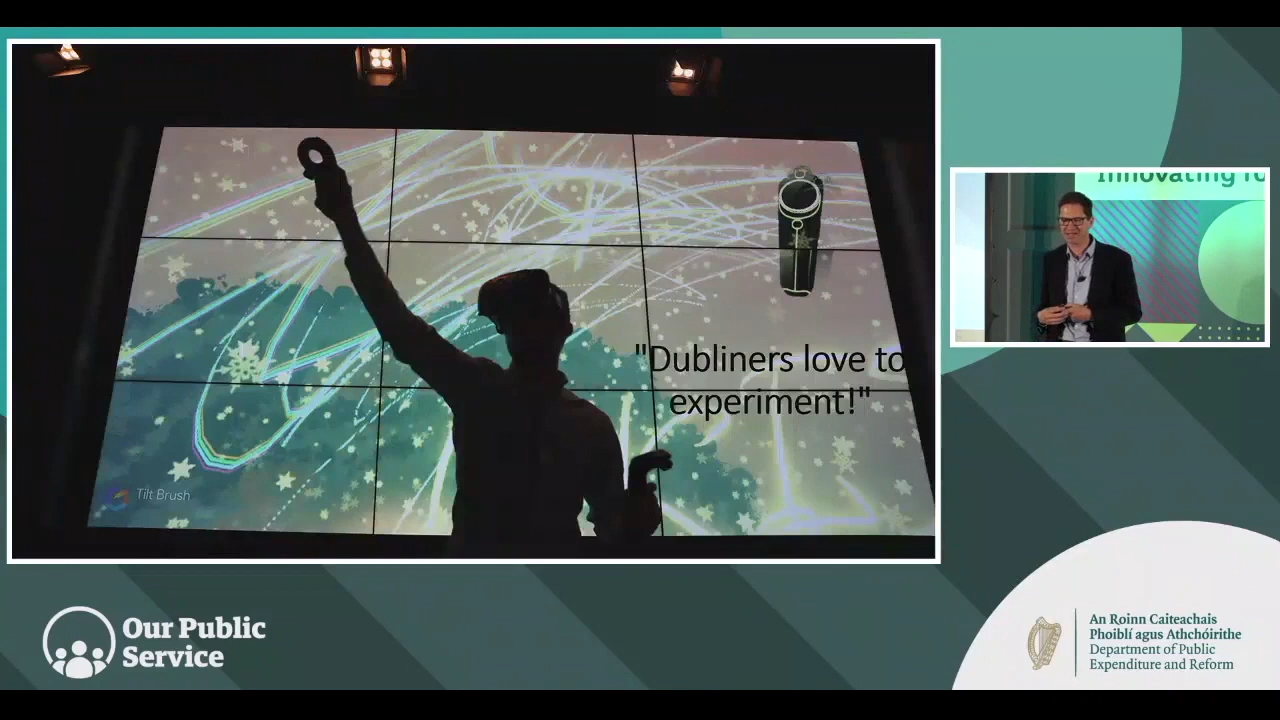 "Dubliners love to
experiment!"
Tilt Brush
Innovating fo
Our Public
Service
An Roinn Caiteachais
Phoiblí agus Athchóirithe
Department of Public
Expenditure and Reform